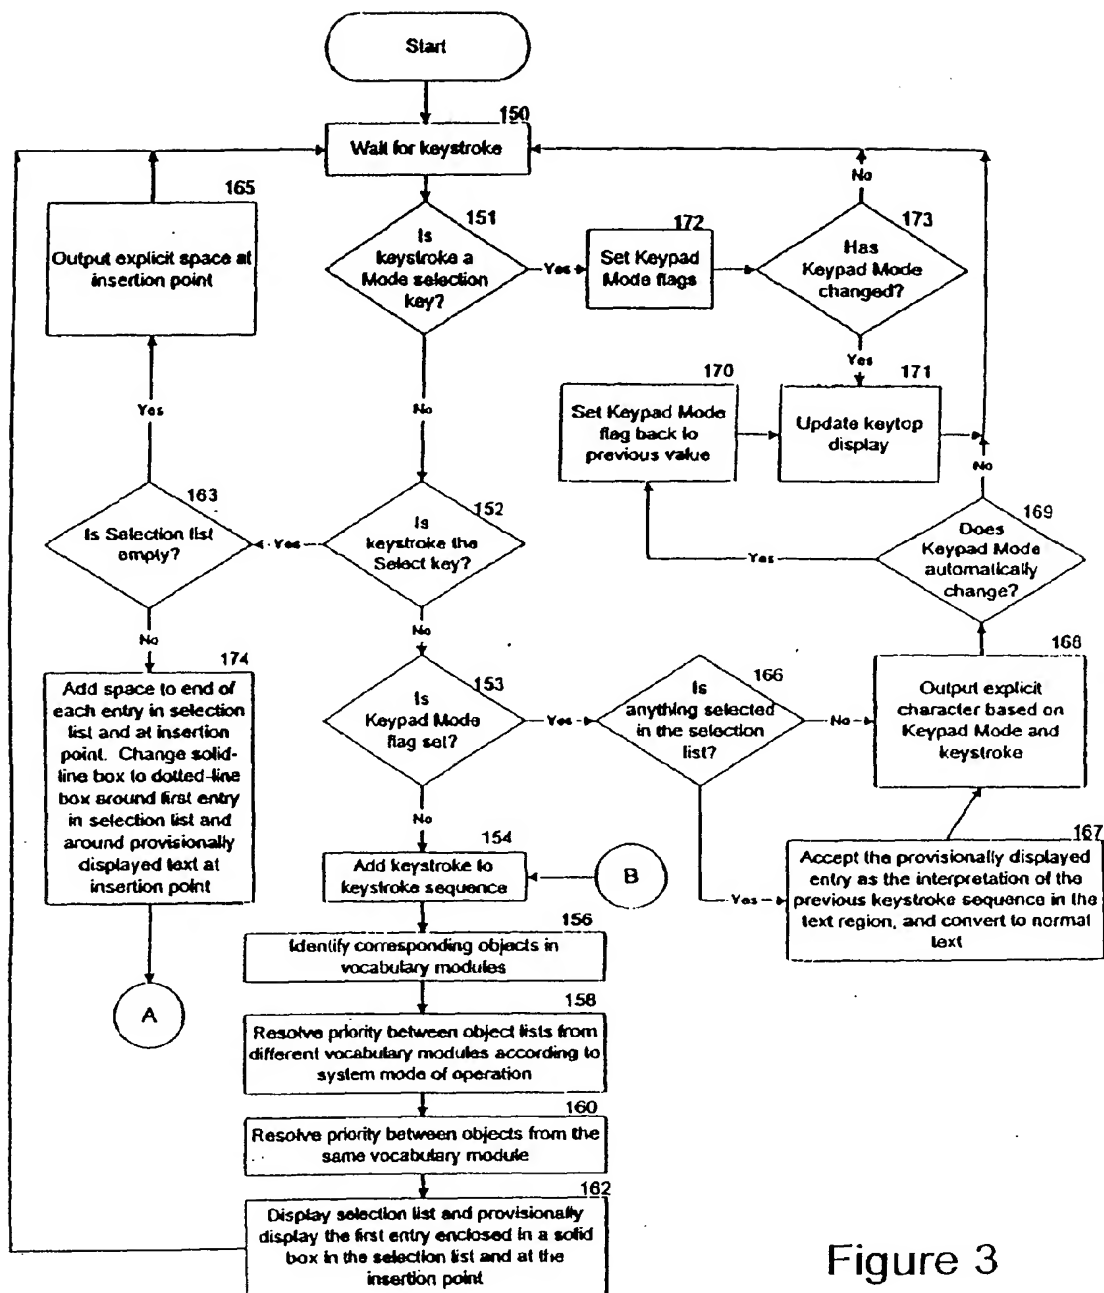 Start
150
Wait for keystroke
165
Output explicit space at
insertion point
151
Is
keystroke a
Mode selection
key?
Yes
172
Set Keypad
Mode flags
No
173
Has
Keypad Mode
changed?
Yes
No
170
Set Keypad Mode
flag back to
previous value
171
Update keytop
display
No
Yes
163
Is Selection list
empty?
Yes
152
Is
keystroke the
Select key?
169
Does
Keypad Mode
automatically
change?
Yes
No
174
Add space to end of
each entry in selection
list and at insertion
point. Change solid-
line box to dotted-line
box around first entry
in selection list and
around provisionally
displayed text at
insertion point
A
No
153
Is
Keypad Mode
flag set?
Yes
166
Is
anything selected
in the selection
list?
No
168
Output explicit
character based on
Keypad Mode and
keystroke
Yes
167
Accept the provisionally displayed
entry as the interpretation of the
previous keystroke sequence in the
text region, and convert to normal
text
No
154
Add keystroke to
keystroke sequence
B
156
Identify corresponding objects in
vocabulary modules
158
Resolve priority between object lists from
different vocabulary modules according to
system mode of operation
160
Resolve priority between objects from the
same vocabulary module
162
Display selection list and provisionally
display the first entry enclosed in a solid
box in the selection list and at the
insertion point
Figure 3